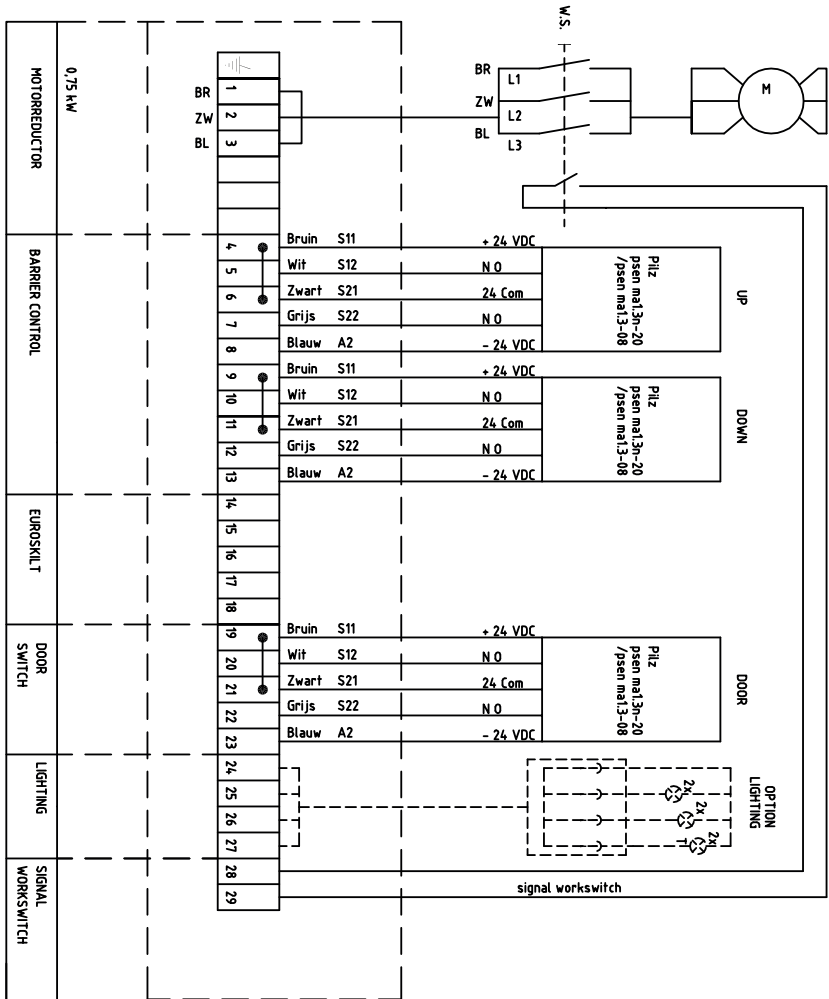 W.S.
BR
L1
ZW
L2
BL
L3
M
0,75 kW
MOTORREDUCTOR
BR
1
ZW
2
BL
3
BARRIER CONTROL
4
Bruin S11
+ 24 VDC
5
Wit S12
N O
6
Zwart S21
24 Com
7
Grijs S22
N O
8
Blauw A2
- 24 VDC
Pilz
psen ma1.3n-20
/psen ma1.3-08
UP
9
Bruin S11
+ 24 VDC
10
Wit S12
N O
11
Zwart S21
24 Com
12
Grijs S22
N O
13
Blauw A2
- 24 VDC
Pilz
psen ma1.3n-20
/psen ma1.3-08
DOWN
EUROSKILT
14
15
16
17
18
DOOR
SWITCH
19
Bruin S11
+ 24 VDC
20
Wit S12
N O
21
Zwart S21
24 Com
22
Grijs S22
N O
23
Blauw A2
- 24 VDC
Pilz
psen ma1.3n-20
/psen ma1.3-08
DOOR
LIGHTING
24
25
26
27
2x
2x
2x
OPTION
LIGHTING
SIGNAL
WORKSWITCH
28
29
signal workswitch